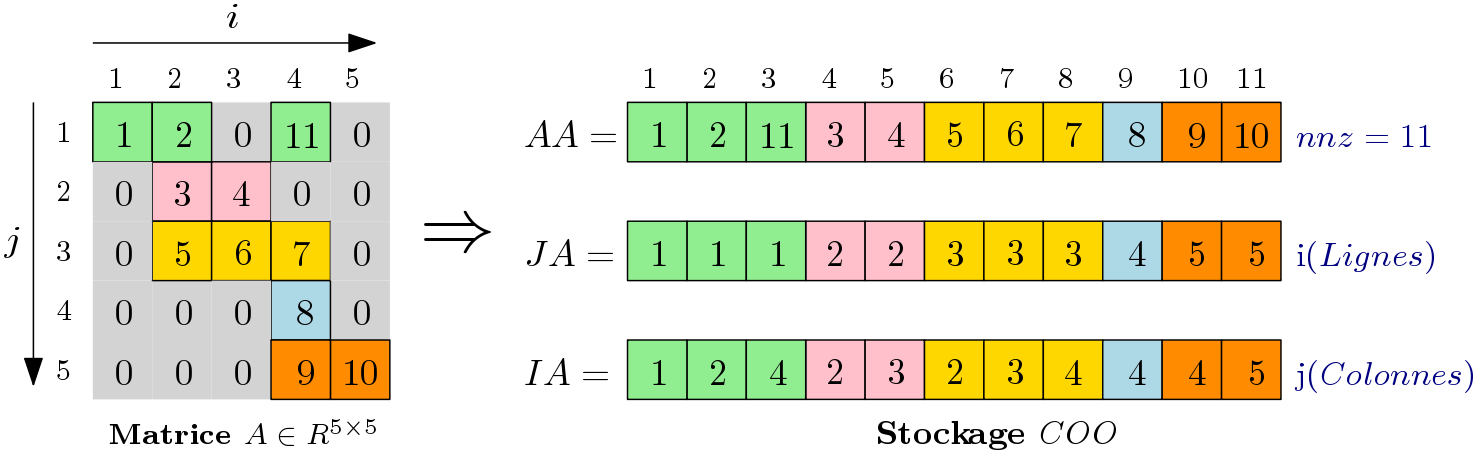 i
1 2 3 4 5
1 2 3 4 5 6 7 8 9 10 11
1 1 2 0 11 0
AA = 1 2 11 3 4 5 6 7 8 9 10 nnz = 11
2 0 3 4 0 0
⇒
j
3 0 5 6 7 0
JA = 1 1 1 2 2 3 3 3 4 5 5 i(Lignes)
4 0 0 0 8 0
5 0 0 0 9 10
IA = 1 2 4 2 3 2 3 4 4 4 5 j(Colonnes)
Matrice A ∈ R^{5×5}
Stockage COO